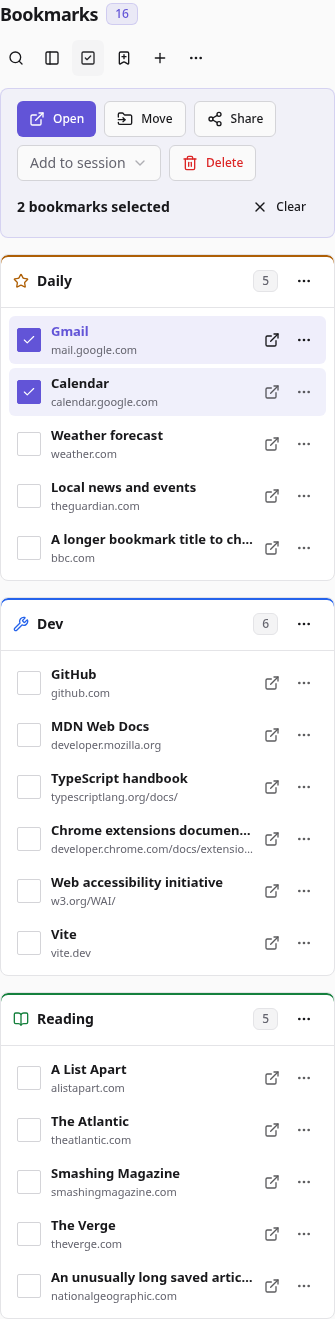 Bookmarks 16
Open Move Share
Add to session Delete
2 bookmarks selected Clear
Daily 5
Gmail
mail.google.com
Calendar
calendar.google.com
Weather forecast
weather.com
Local news and events
theguardian.com
A longer bookmark title to ch...
bbc.com
Dev 6
GitHub
github.com
MDN Web Docs
developer.mozilla.org
TypeScript handbook
typescriptlang.org/docs/
Chrome extensions documen...
developer.chrome.com/docs/extensio...
Web accessibility initiative
w3.org/WAI/
Vite
vite.dev
Reading 5
A List Apart
alistapart.com
The Atlantic
theatlantic.com
Smashing Magazine
smashingmagazine.com
The Verge
theverge.com
An unusually long saved artic...
nationalgeographic.com